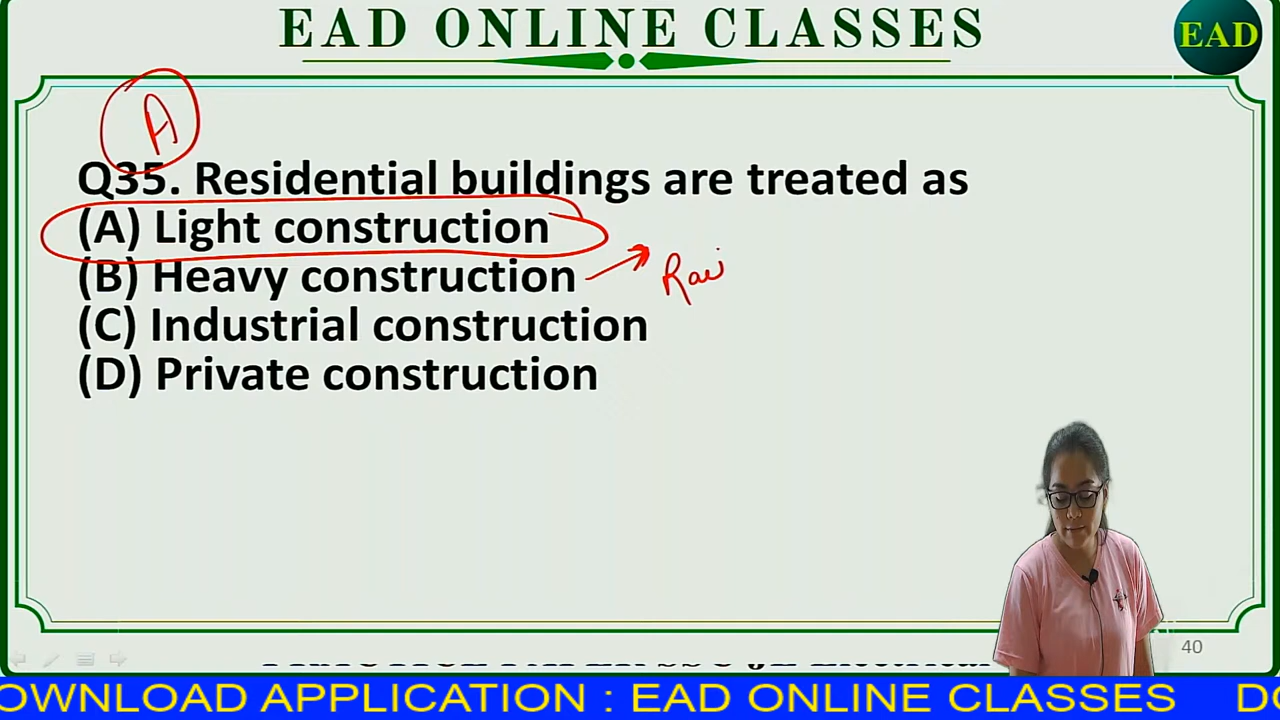 EAD ONLINE CLASSES
EAD
A
Q35. Residential buildings are treated as
(A) Light construction
(B) Heavy construction
Rai
(C) Industrial construction
(D) Private construction
40
OWNLOAD APPLICATION : EAD ONLINE CLASSES DO